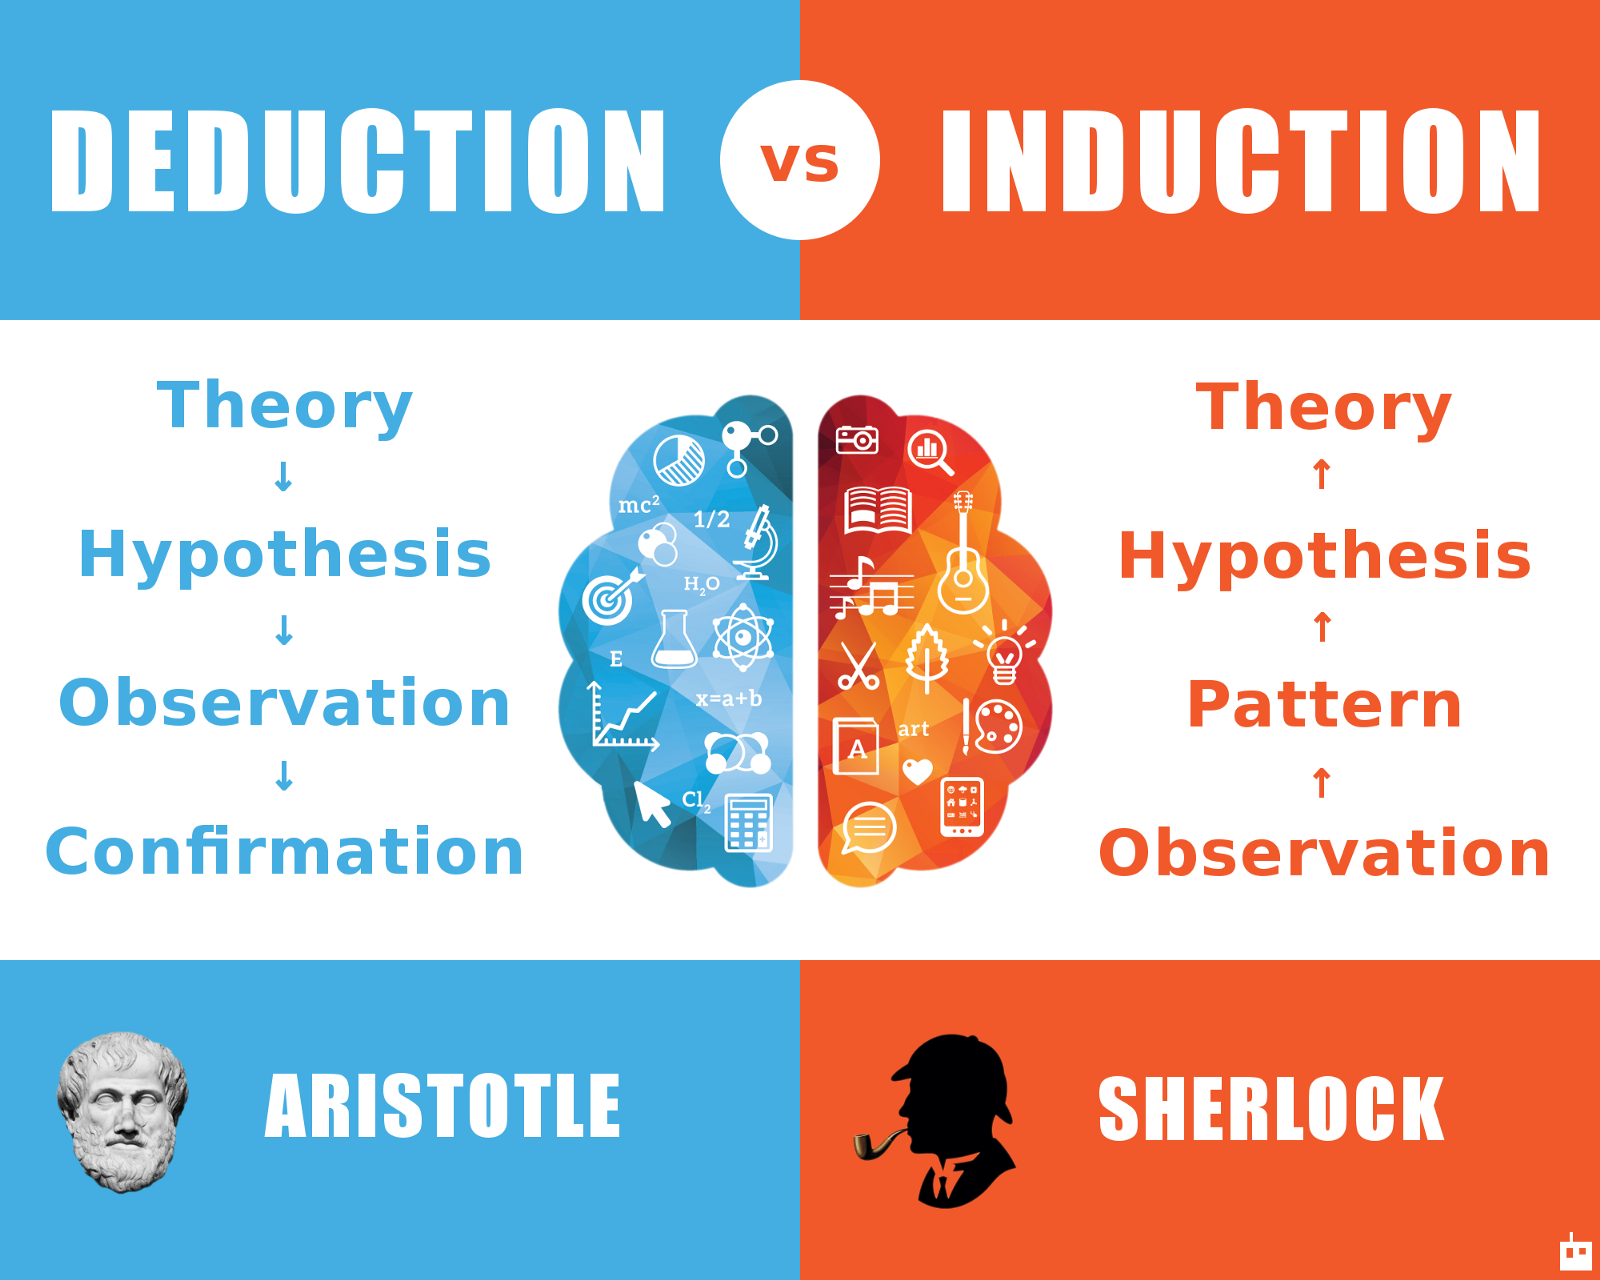 DEDUCTION
vs
INDUCTION
Theory
↓
Hypothesis
↓
Observation
↓
Confirmation
mc²
1/2
H₂O
E
x=a+b
Cl₂
A
art
Theory
↑
Hypothesis
↑
Pattern
↑
Observation
ARISTOTLE
SHERLOCK